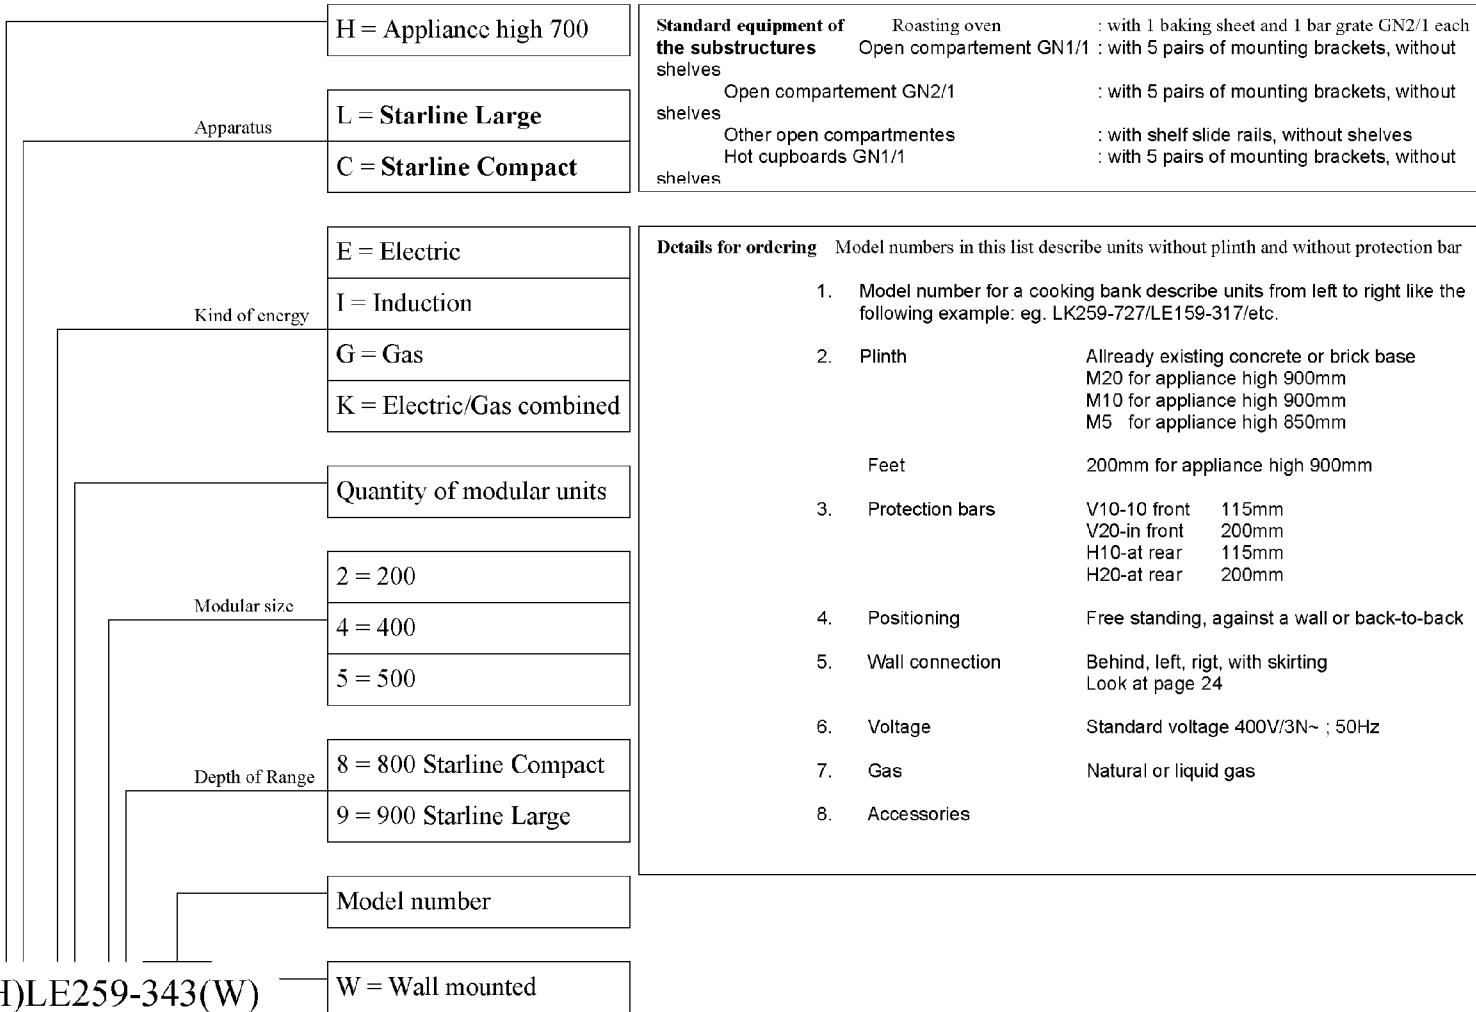 H = Appliance high 700
Apparatus
L = Starline Large
C = Starline Compact
Kind of energy
E = Electric
I = Induction
G = Gas
K = Electric/Gas combined
Quantity of modular units
Modular size
2 = 200
4 = 400
5 = 500
Depth of Range
8 = 800 Starline Compact
9 = 900 Starline Large
Model number
W = Wall mounted
H)LE259-343(W)
Standard equipment of Roasting oven : with 1 baking sheet and 1 bar grate GN2/1 each
the substructures Open compartement GN1/1 : with 5 pairs of mounting brackets, without
shelves
Open compartement GN2/1 : with 5 pairs of mounting brackets, without
shelves
Other open compartmentes : with shelf slide rails, without shelves
Hot cupboards GN1/1 : with 5 pairs of mounting brackets, without
shelves
Details for ordering Model numbers in this list describe units without plinth and without protection bar
1. Model number for a cooking bank describe units from left to right like the
following example: eg. LK259-727/LE159-317/etc.
2. Plinth Allready existing concrete or brick base
M20 for appliance high 900mm
M10 for appliance high 900mm
M5 for appliance high 850mm
Feet 200mm for appliance high 900mm
3. Protection bars V10-10 front 115mm
V20-in front 200mm
H10-at rear 115mm
H20-at rear 200mm
4. Positioning Free standing, against a wall or back-to-back
5. Wall connection Behind, left, rigt, with skirting
Look at page 24
6. Voltage Standard voltage 400V/3N~ ; 50Hz
7. Gas Natural or liquid gas
8. Accessories